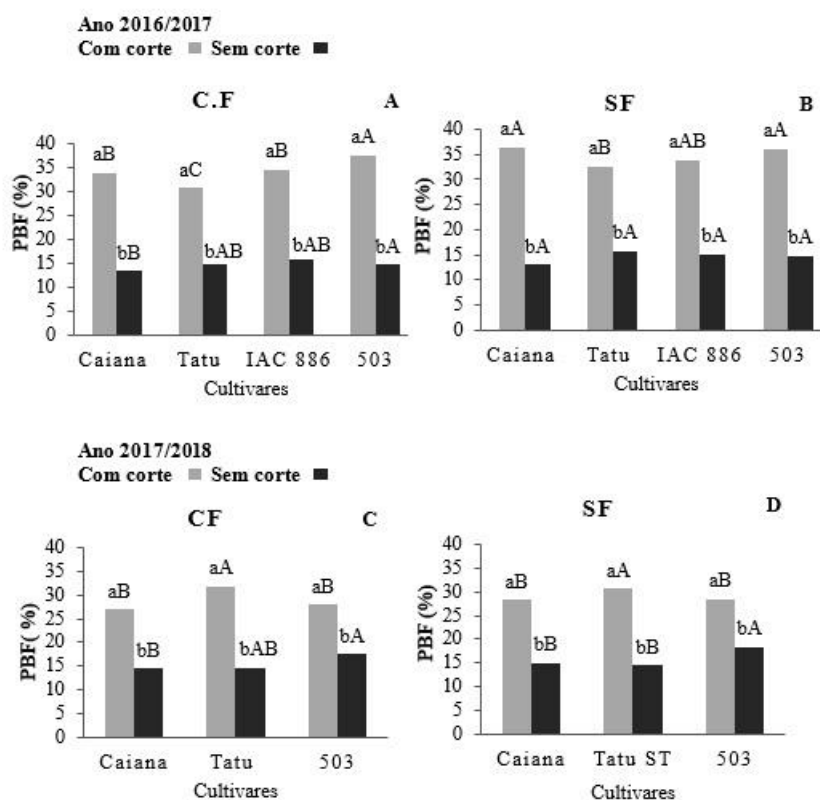 Ano 2016/2017
Com corte Sem corte
C.F A
PBF (%)
40
35
30
25
20
15
10
5
0
aB bB aC bAB aB bAB aA bA
Caiana Tatu IAC 886 503
Cultivares
SF B
PBF (%)
40
35
30
25
20
15
10
5
0
aA bA aB bA aAB bA aA bA
Caiana Tatu IAC 886 503
Cultivares
Ano 2017/2018
Com corte Sem corte
CF C
PBF( %)
40
35
30
25
20
15
10
5
0
aB bB aA bAB aB bA
Caiana Tatu 503
Cultivares
SF D
PBF (%)
40
35
30
25
20
15
10
5
0
aB bB aA bB aB bA
Caiana Tatu ST 503
Cultivares